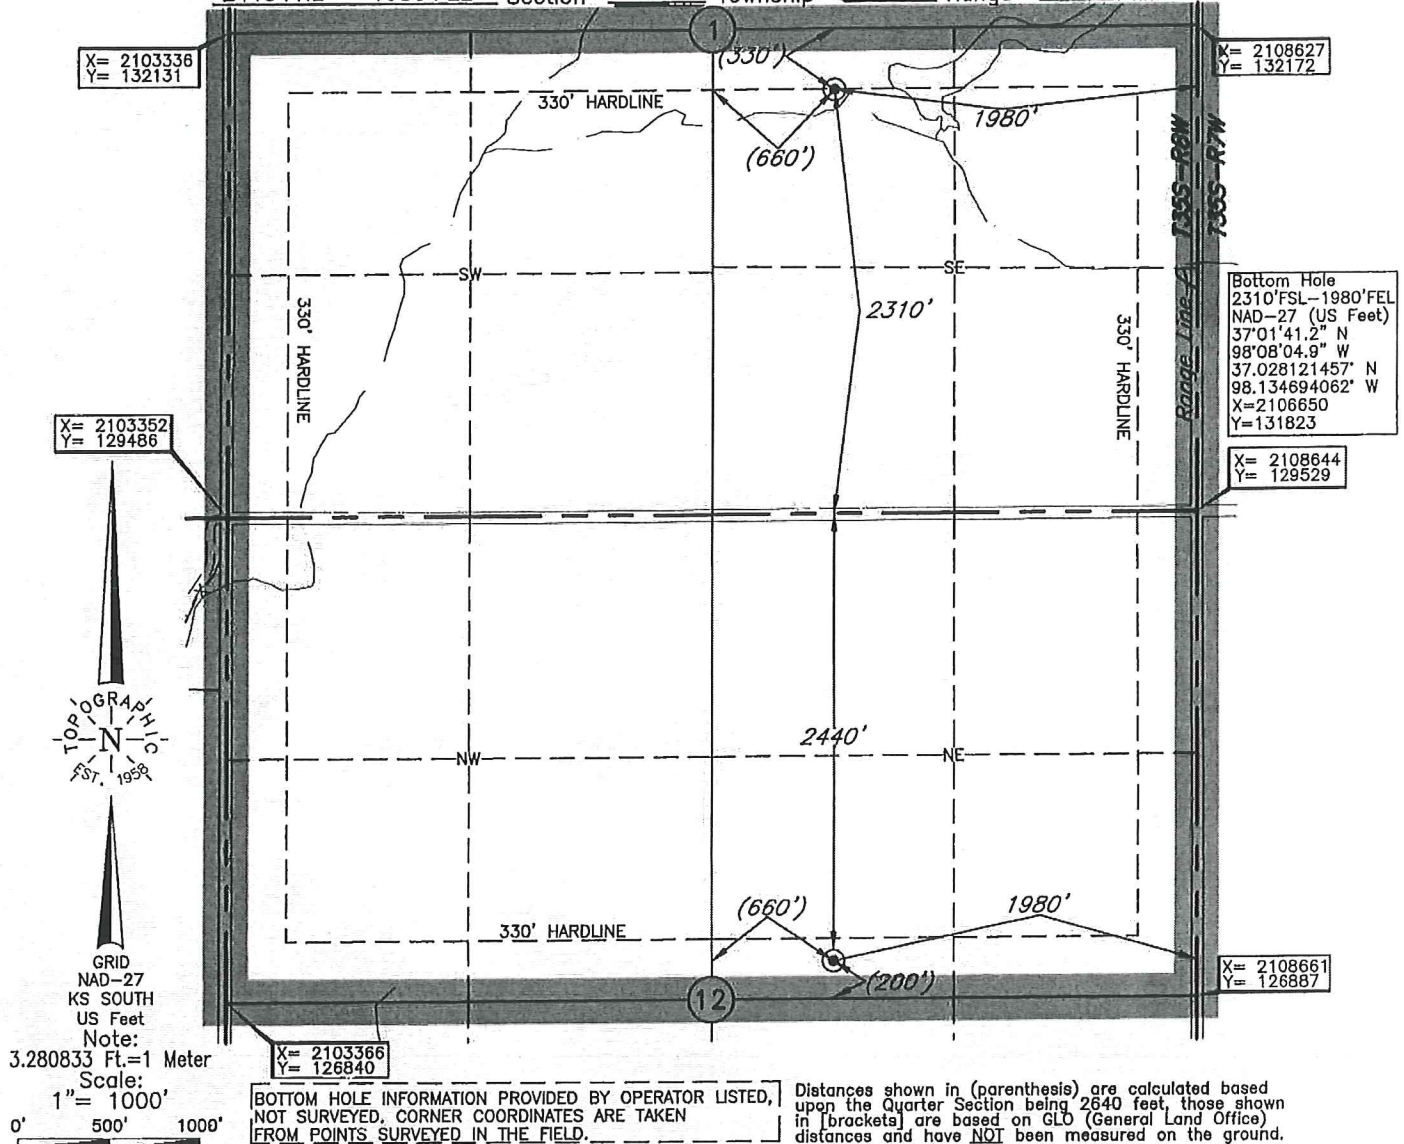 Section
Township
Range
1
X= 2103336
Y= 132131
X= 2108627
Y= 132172
(330')
330' HARDLINE
1980'
(660')
T35S-R8W
T35S-R7W
SW
SE
330' HARDLINE
2310'
330' HARDLINE
Range Line
Bottom Hole
2310'FSL-1980'FEL
NAD-27 (US Feet)
37°01'41.2" N
98°08'04.9" W
37.028121457° N
98.134694062° W
X=2106650
Y=131823
X= 2103352
Y= 129486
X= 2108644
Y= 129529
TOPOGRAPHIC
N
EST. 1958
2440'
NW
NE
(660')
1980'
330' HARDLINE
(200')
12
X= 2108661
Y= 126887
GRID
NAD-27
KS SOUTH
US Feet
Note:
3.280833 Ft.=1 Meter
Scale:
1"= 1000'
0' 500' 1000'
X= 2103366
Y= 126840
BOTTOM HOLE INFORMATION PROVIDED BY OPERATOR LISTED,
NOT SURVEYED. CORNER COORDINATES ARE TAKEN
FROM POINTS SURVEYED IN THE FIELD.
Distances shown in (parenthesis) are calculated based
upon the Quarter Section being 2640 feet, those shown
in [brackets] are based on GLO (General Land Office)
distances and have NOT been measured on the ground.